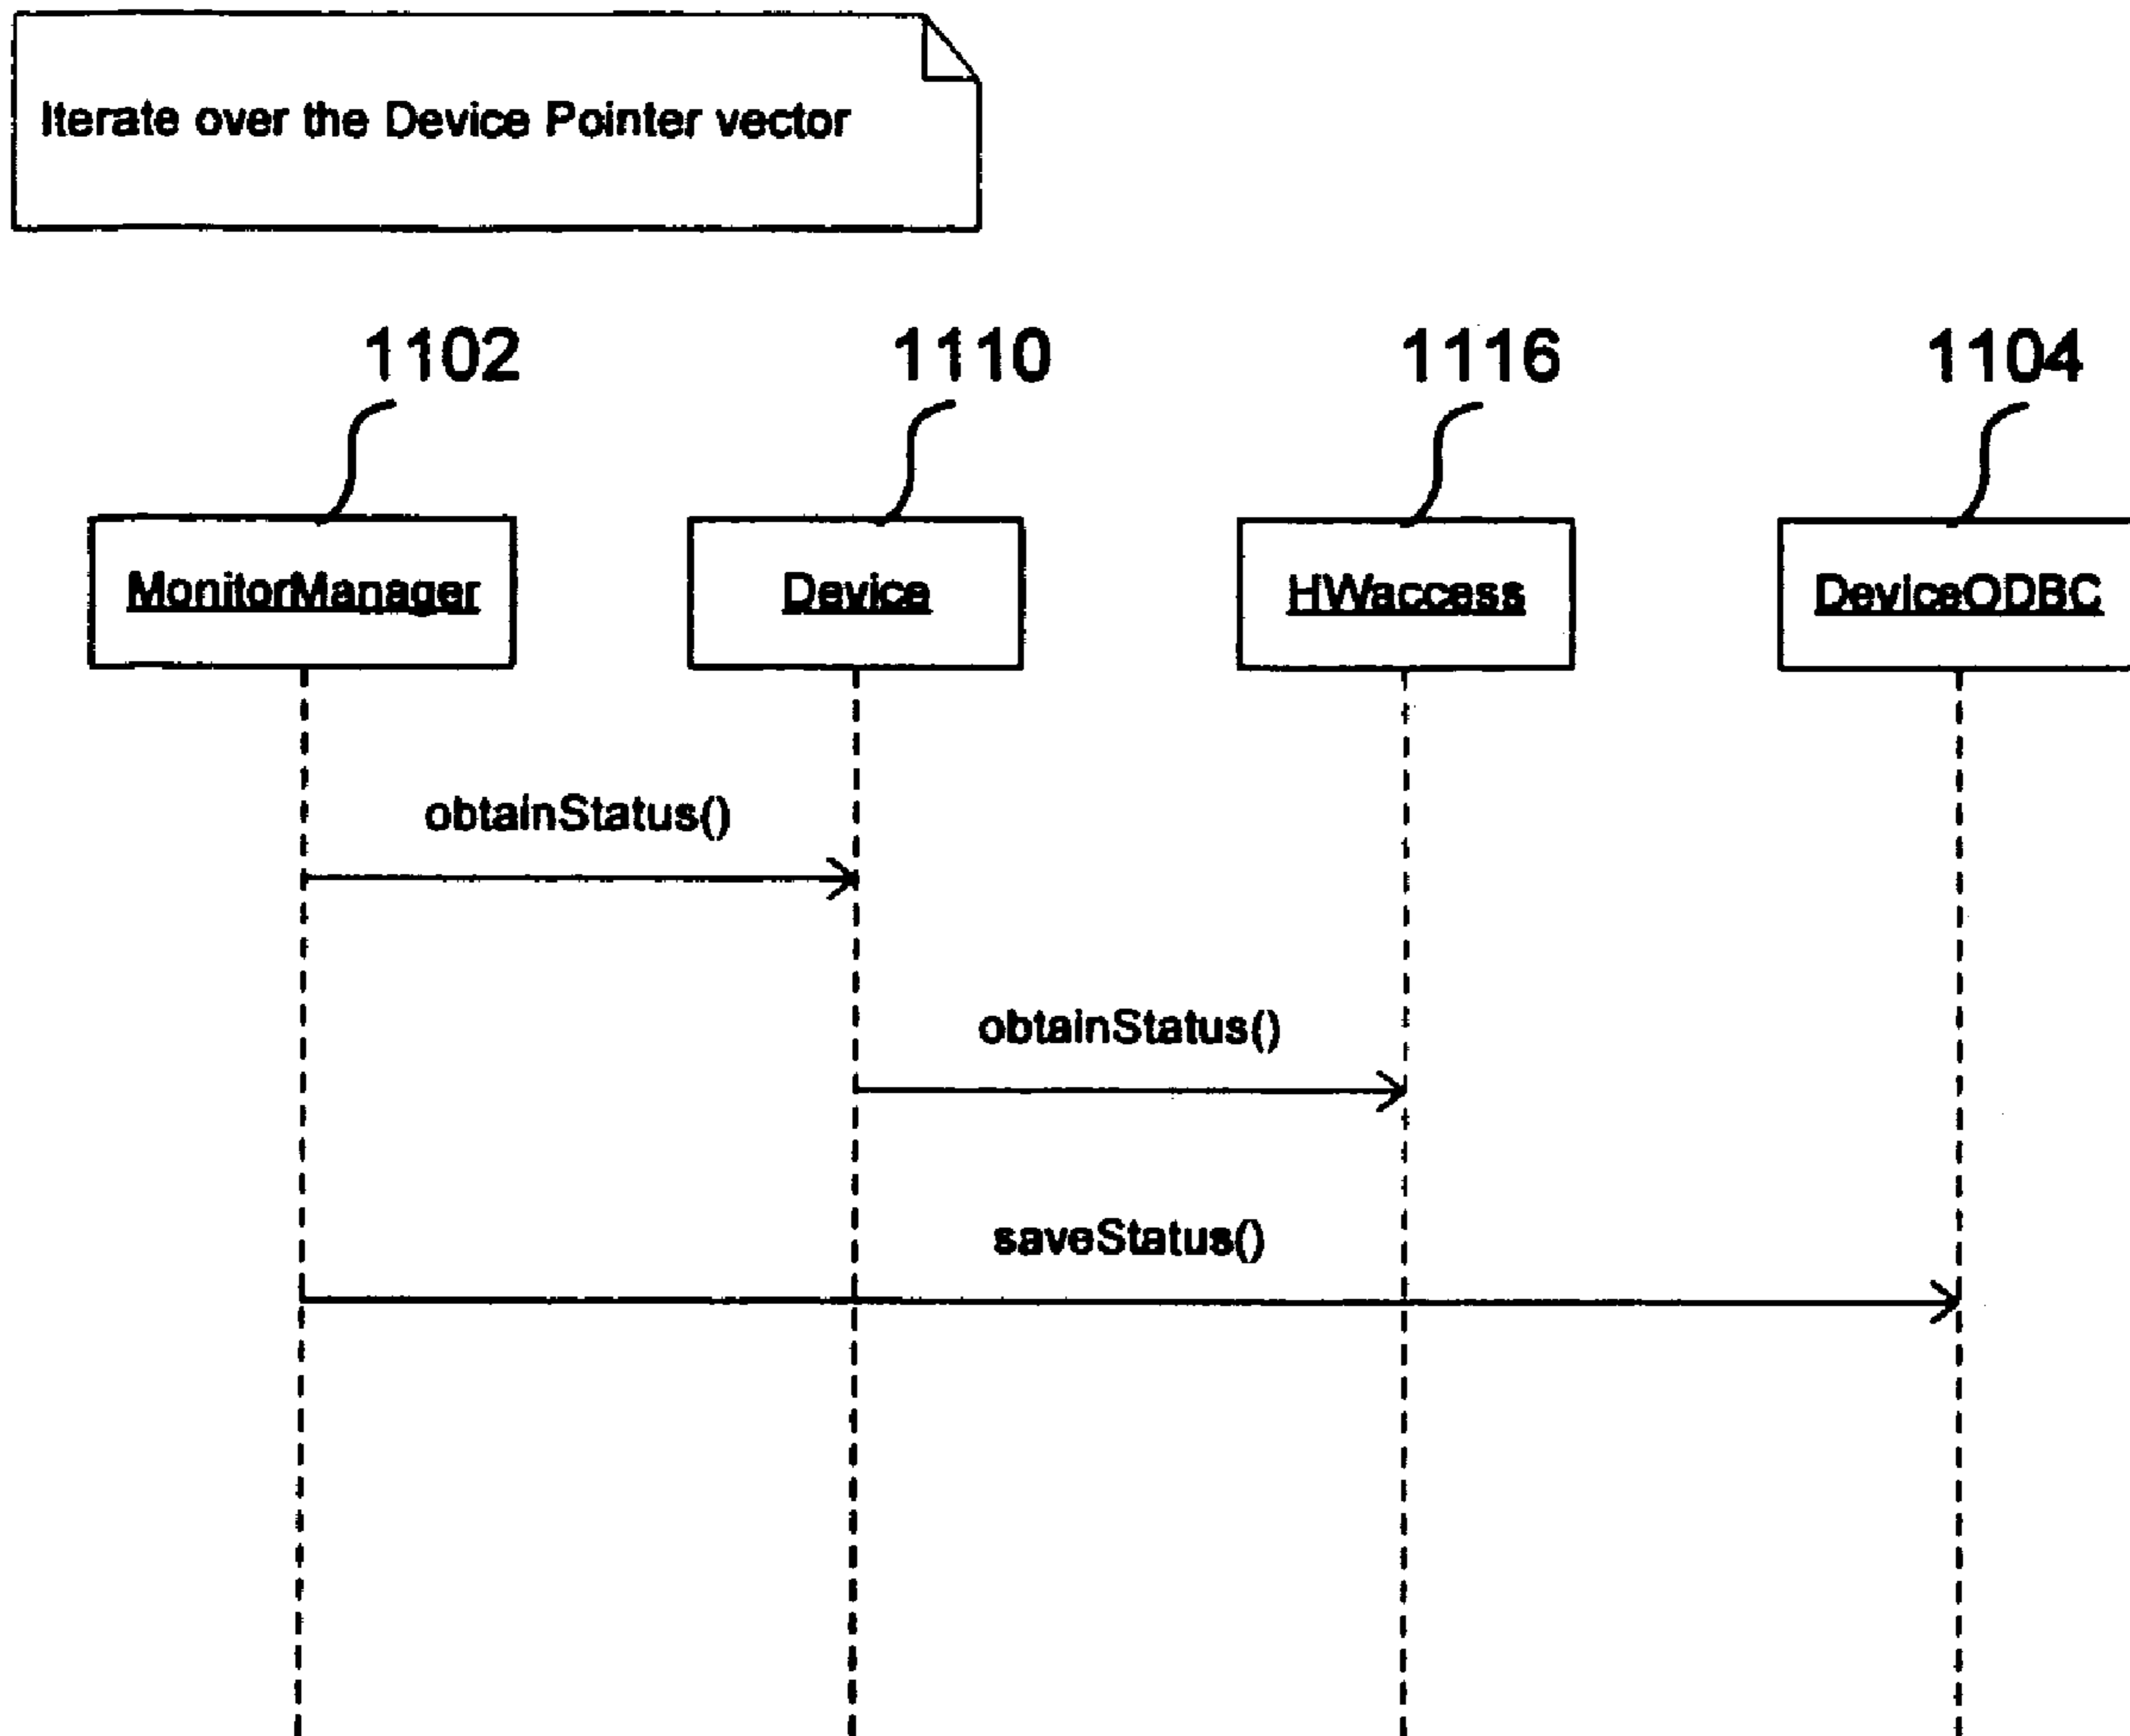 Iterate over the Device Pointer vector
1102
1110
1116
1104
MonitorManager
Device
HWaccess
DeviceODBC
obtainStatus()
obtainStatus()
saveStatus()